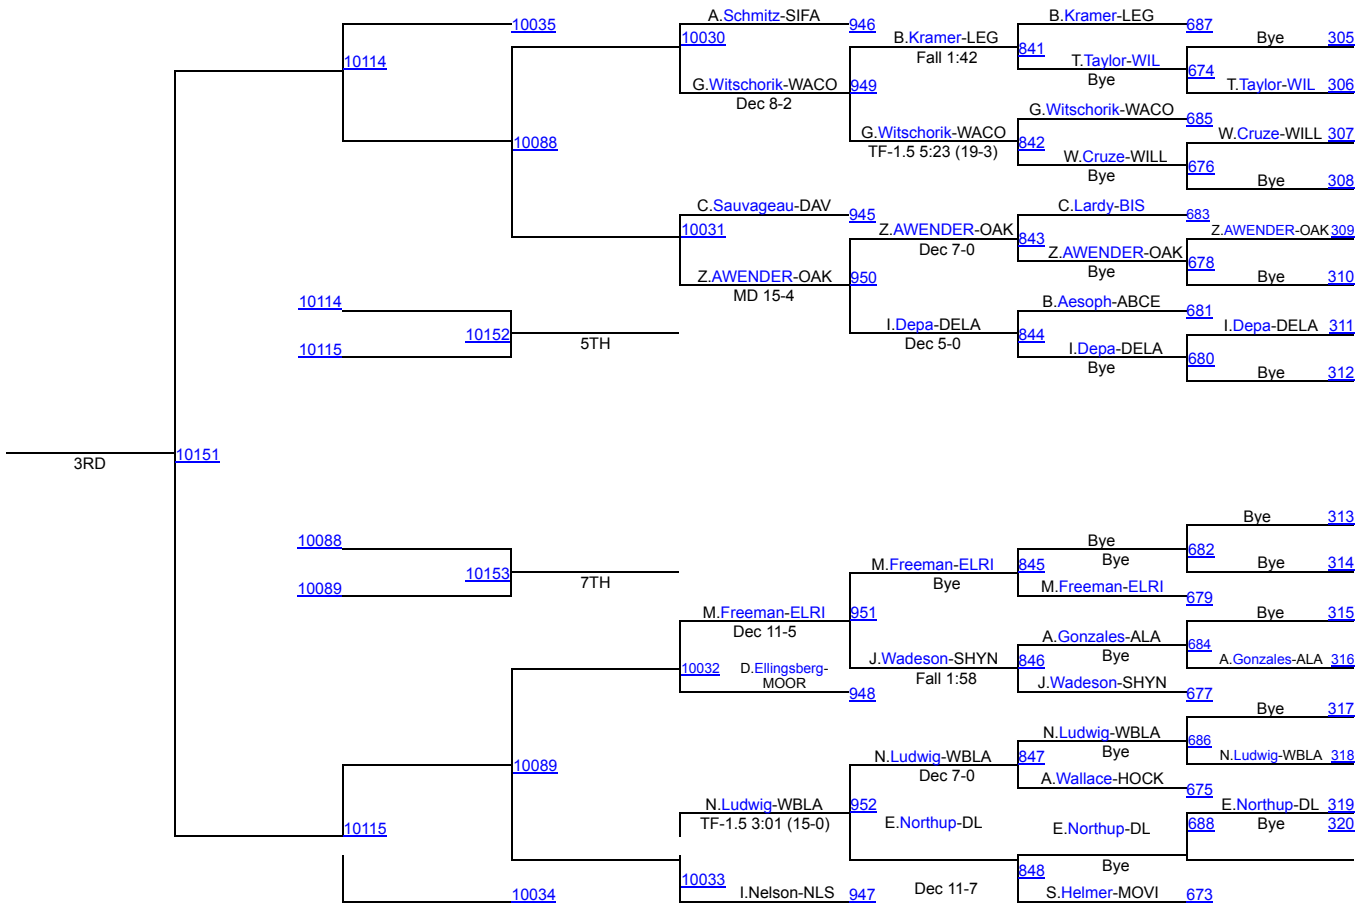 A.Schmitz-SIFA
B.Kramer-LEG
10035
946
687
10030
B.Kramer-LEG
Bye
305
841
10114
Fall 1:42
T.Taylor-WIL
674
Bye
G.Witschorik-WACO
949
T.Taylor-WIL
306
Dec 8-2
G.Witschorik-WACO
685
G.Witschorik-WACO
W.Cruze-WILL
307
10088
842
TF-1.5 5:23 (19-3)
W.Cruze-WILL
676
Bye
Bye
308
C.Sauvageau-DAV
945
C.Lardy-BIS
683
10031
Z.AWENDER-OAK
843
Z.AWENDER-OAK
309
Dec 7-0
Z.AWENDER-OAK
678
Bye
Z.AWENDER-OAK
950
Bye
310
MD 15-4
10114
B.Aesoph-ABCE
681
10152
I.Depa-DELA
844
I.Depa-DELA
311
5TH
Dec 5-0
10115
I.Depa-DELA
680
Bye
Bye
312
10151
3RD
Bye
313
10088
Bye
682
Bye
Bye
314
10153
M.Freeman-ELRI
845
7TH
Bye
10089
M.Freeman-ELRI
679
M.Freeman-ELRI
951
Bye
315
Dec 11-5
A.Gonzales-ALA
684
Bye
10032
D.Ellingsberg-
MOOR
J.Wadeson-SHYN
846
A.Gonzales-ALA
316
Fall 1:58
948
J.Wadeson-SHYN
677
Bye
317
N.Ludwig-WBLA
686
Bye
10089
N.Ludwig-WBLA
847
N.Ludwig-WBLA
318
Dec 7-0
A.Wallace-HOCK
675
N.Ludwig-WBLA
952
E.Northup-DL
319
10115
TF-1.5 3:01 (15-0)
E.Northup-DL
E.Northup-DL
688
Bye
320
Bye
848
10033
10034
I.Nelson-NLS
947
Dec 11-7
S.Helmer-MOVI
673